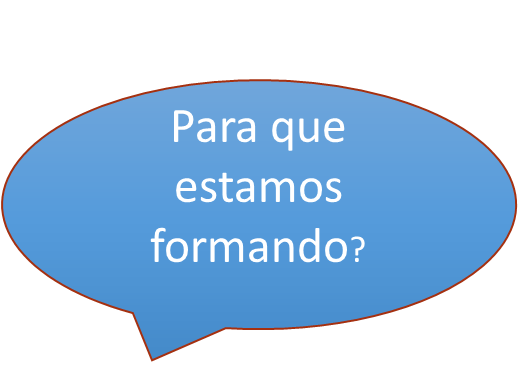 Para que
estamos
formando?